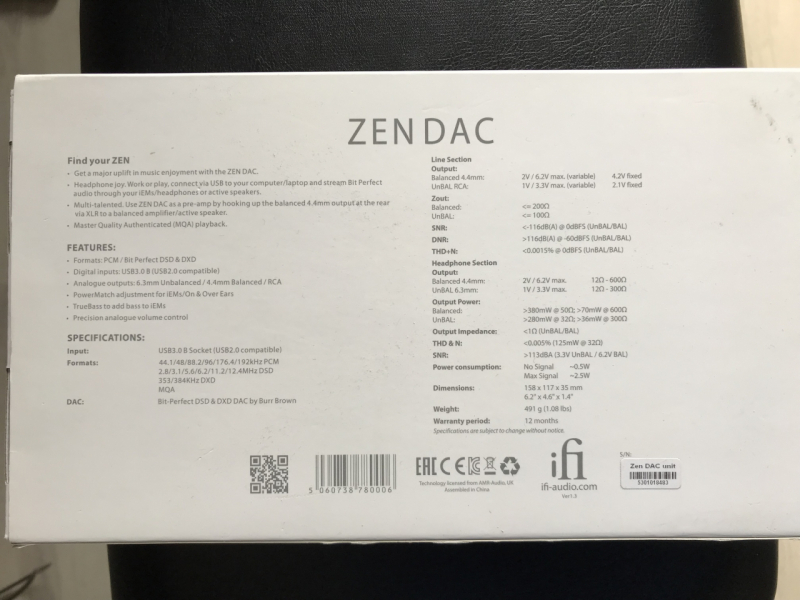 ZEN DAC
Find your ZEN
• Get a major uplift in music enjoyment with the ZEN DAC.
• Headphone joy. Work or play, connect via USB to your computer/laptop and stream Bit Perfect
audio through your IEMs/headphones or active speakers.
• Multi-talented. Use ZEN DAC as a pre-amp by hooking up the balanced 4.4mm output at the rear
via XLR to a balanced amplifier/active speaker.
• Master Quality Authenticated (MQA) playback.
FEATURES:
• Formats: PCM / Bit Perfect DSD & DXD
• Digital inputs: USB3.0 B (USB2.0 compatible)
• Analogue outputs: 6.3mm Unbalanced / 4.4mm Balanced / RCA
• PowerMatch adjustment for IEMs/On & Over Ears
• TrueBass to add bass to IEMs
• Precision analogue volume control
SPECIFICATIONS:
Input: USB3.0 B Socket (USB2.0 compatible)
Formats: 44.1/48/88.2/96/176.4/192kHz PCM
2.8/3.1/5.6/6.2/11.2/12.4MHz DSD
353/384KHz DXD
MQA
DAC: Bit-Perfect DSD & DXD DAC by Burr Brown
Line Section
Output:
Balanced 4.4mm: 2V / 6.2V max. (variable) 4.2V fixed
UnBAL RCA: 1V / 3.3V max. (variable) 2.1V fixed
Zout:
Balanced: <= 200Ω
UnBAL: <= 100Ω
SNR: <-116dB(A) @ 0dBFS (UnBAL/BAL)
DNR: >116dB(A) @ -60dBFS (UnBAL/BAL)
THD+N: <0.0015% @ 0dBFS (UnBAL/BAL)
Headphone Section
Output:
Balanced 4.4mm: 2V / 6.2V max. 12Ω - 600Ω
UnBAL 6.3mm: 1V / 3.3V max. 12Ω - 300Ω
Output Power:
Balanced: >380mW @ 50Ω; >70mW @ 600Ω
UnBAL: >280mW @ 32Ω; >36mW @ 300Ω
Output Impedance: <1Ω (UnBAL/BAL)
THD & N: <0.005% (125mW @ 32Ω)
SNR: >113dBA (3.3V UnBAL / 6.2V BAL)
Power consumption: No Signal ~0.5W
Max Signal ~2.5W
Dimensions: 158 x 117 x 35 mm
6.2" x 4.6" x 1.4"
Weight: 491 g (1.08 lbs)
Warranty period: 12 months
Specifications are subject to change without notice.
5 060738 780006
EAC CE
Technology licensed from AMR-Audio, UK
Assembled in China
ifi
ifi-audio.com
Ver1.3
S/N:
Zen DAC unit
5301018483